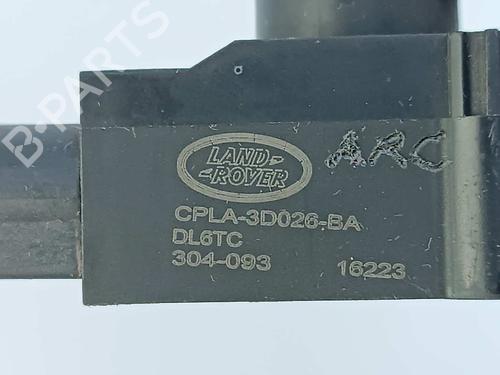 B-PARTS
LAND-
-ROVER
ARC
CPLA-3D026-BA
DL6TC
304-093 16223